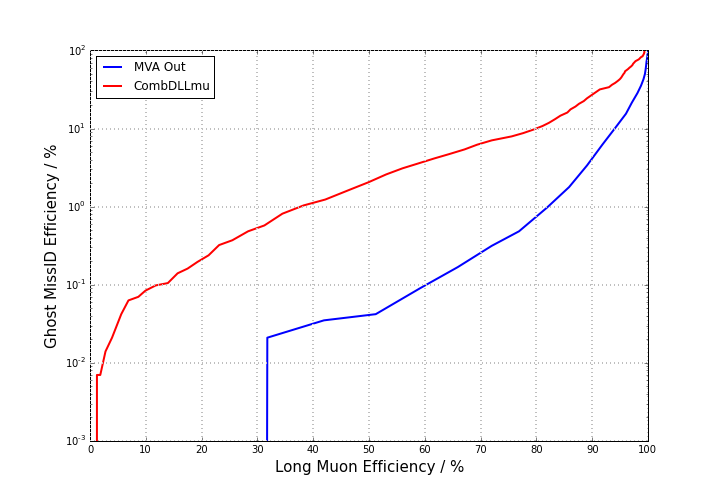 MVA Out
CombDLLmu
10²
10¹
10⁰
10⁻¹
10⁻²
10⁻³
Ghost MissID Efficiency / %
0 10 20 30 40 50 60 70 80 90 100
Long Muon Efficiency / %